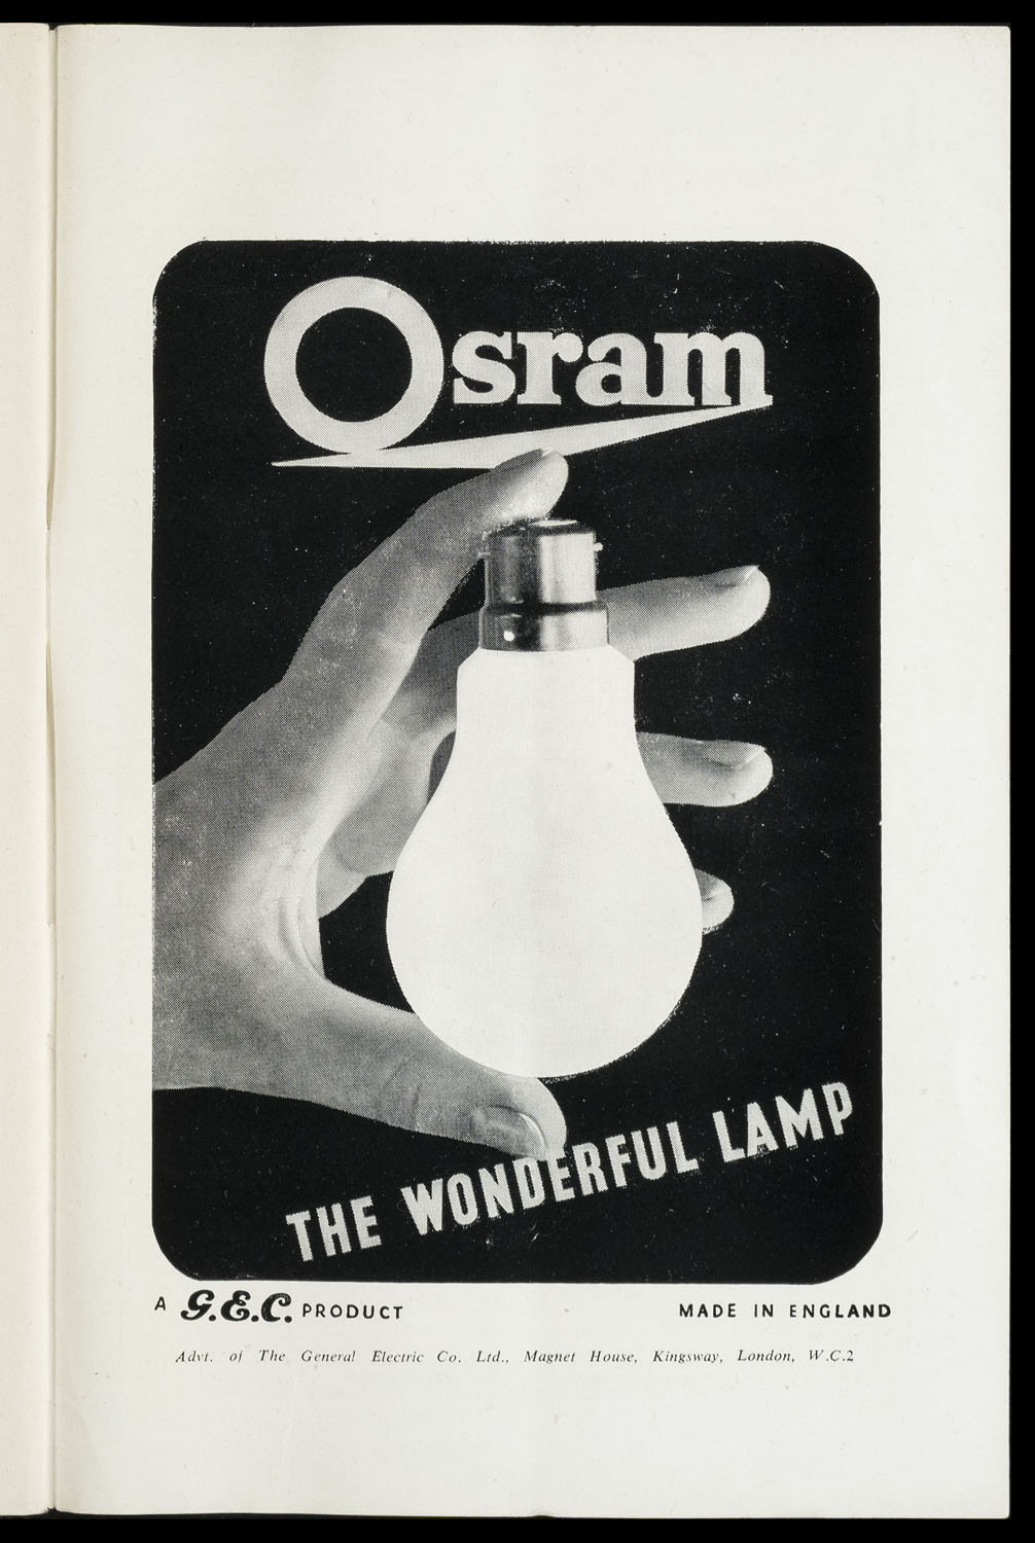 Osram
THE WONDERFUL LAMP
A G.E.C. PRODUCT
MADE IN ENGLAND
Advt. of The General Electric Co. Ltd., Magnet House, Kingsway, London, W.C.2